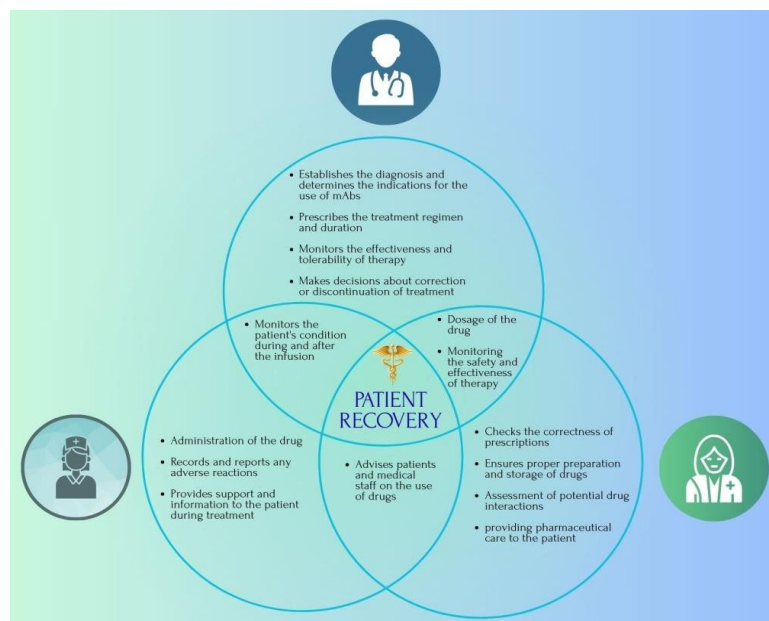 • Establishes the diagnosis and
determines the indications for the
use of mAbs
• Prescribes the treatment regimen
and duration
• Monitors the effectiveness and
tolerability of therapy
• Makes decisions about correction
or discontinuation of treatment
• Monitors the
patient's condition
during and after
the infusion
• Dosage of the
drug
• Monitoring
the safety and
effectiveness
of therapy
PATIENT
RECOVERY
• Administration of the drug
• Records and reports any
adverse reactions
• Provides support and
information to the patient
during treatment
• Advises patients
and medical
staff on the use
of drugs
• Checks the correctness of
prescriptions
• Ensures proper preparation
and storage of drugs
• Assessment of potential drug
interactions
• providing pharmaceutical
care to the patient